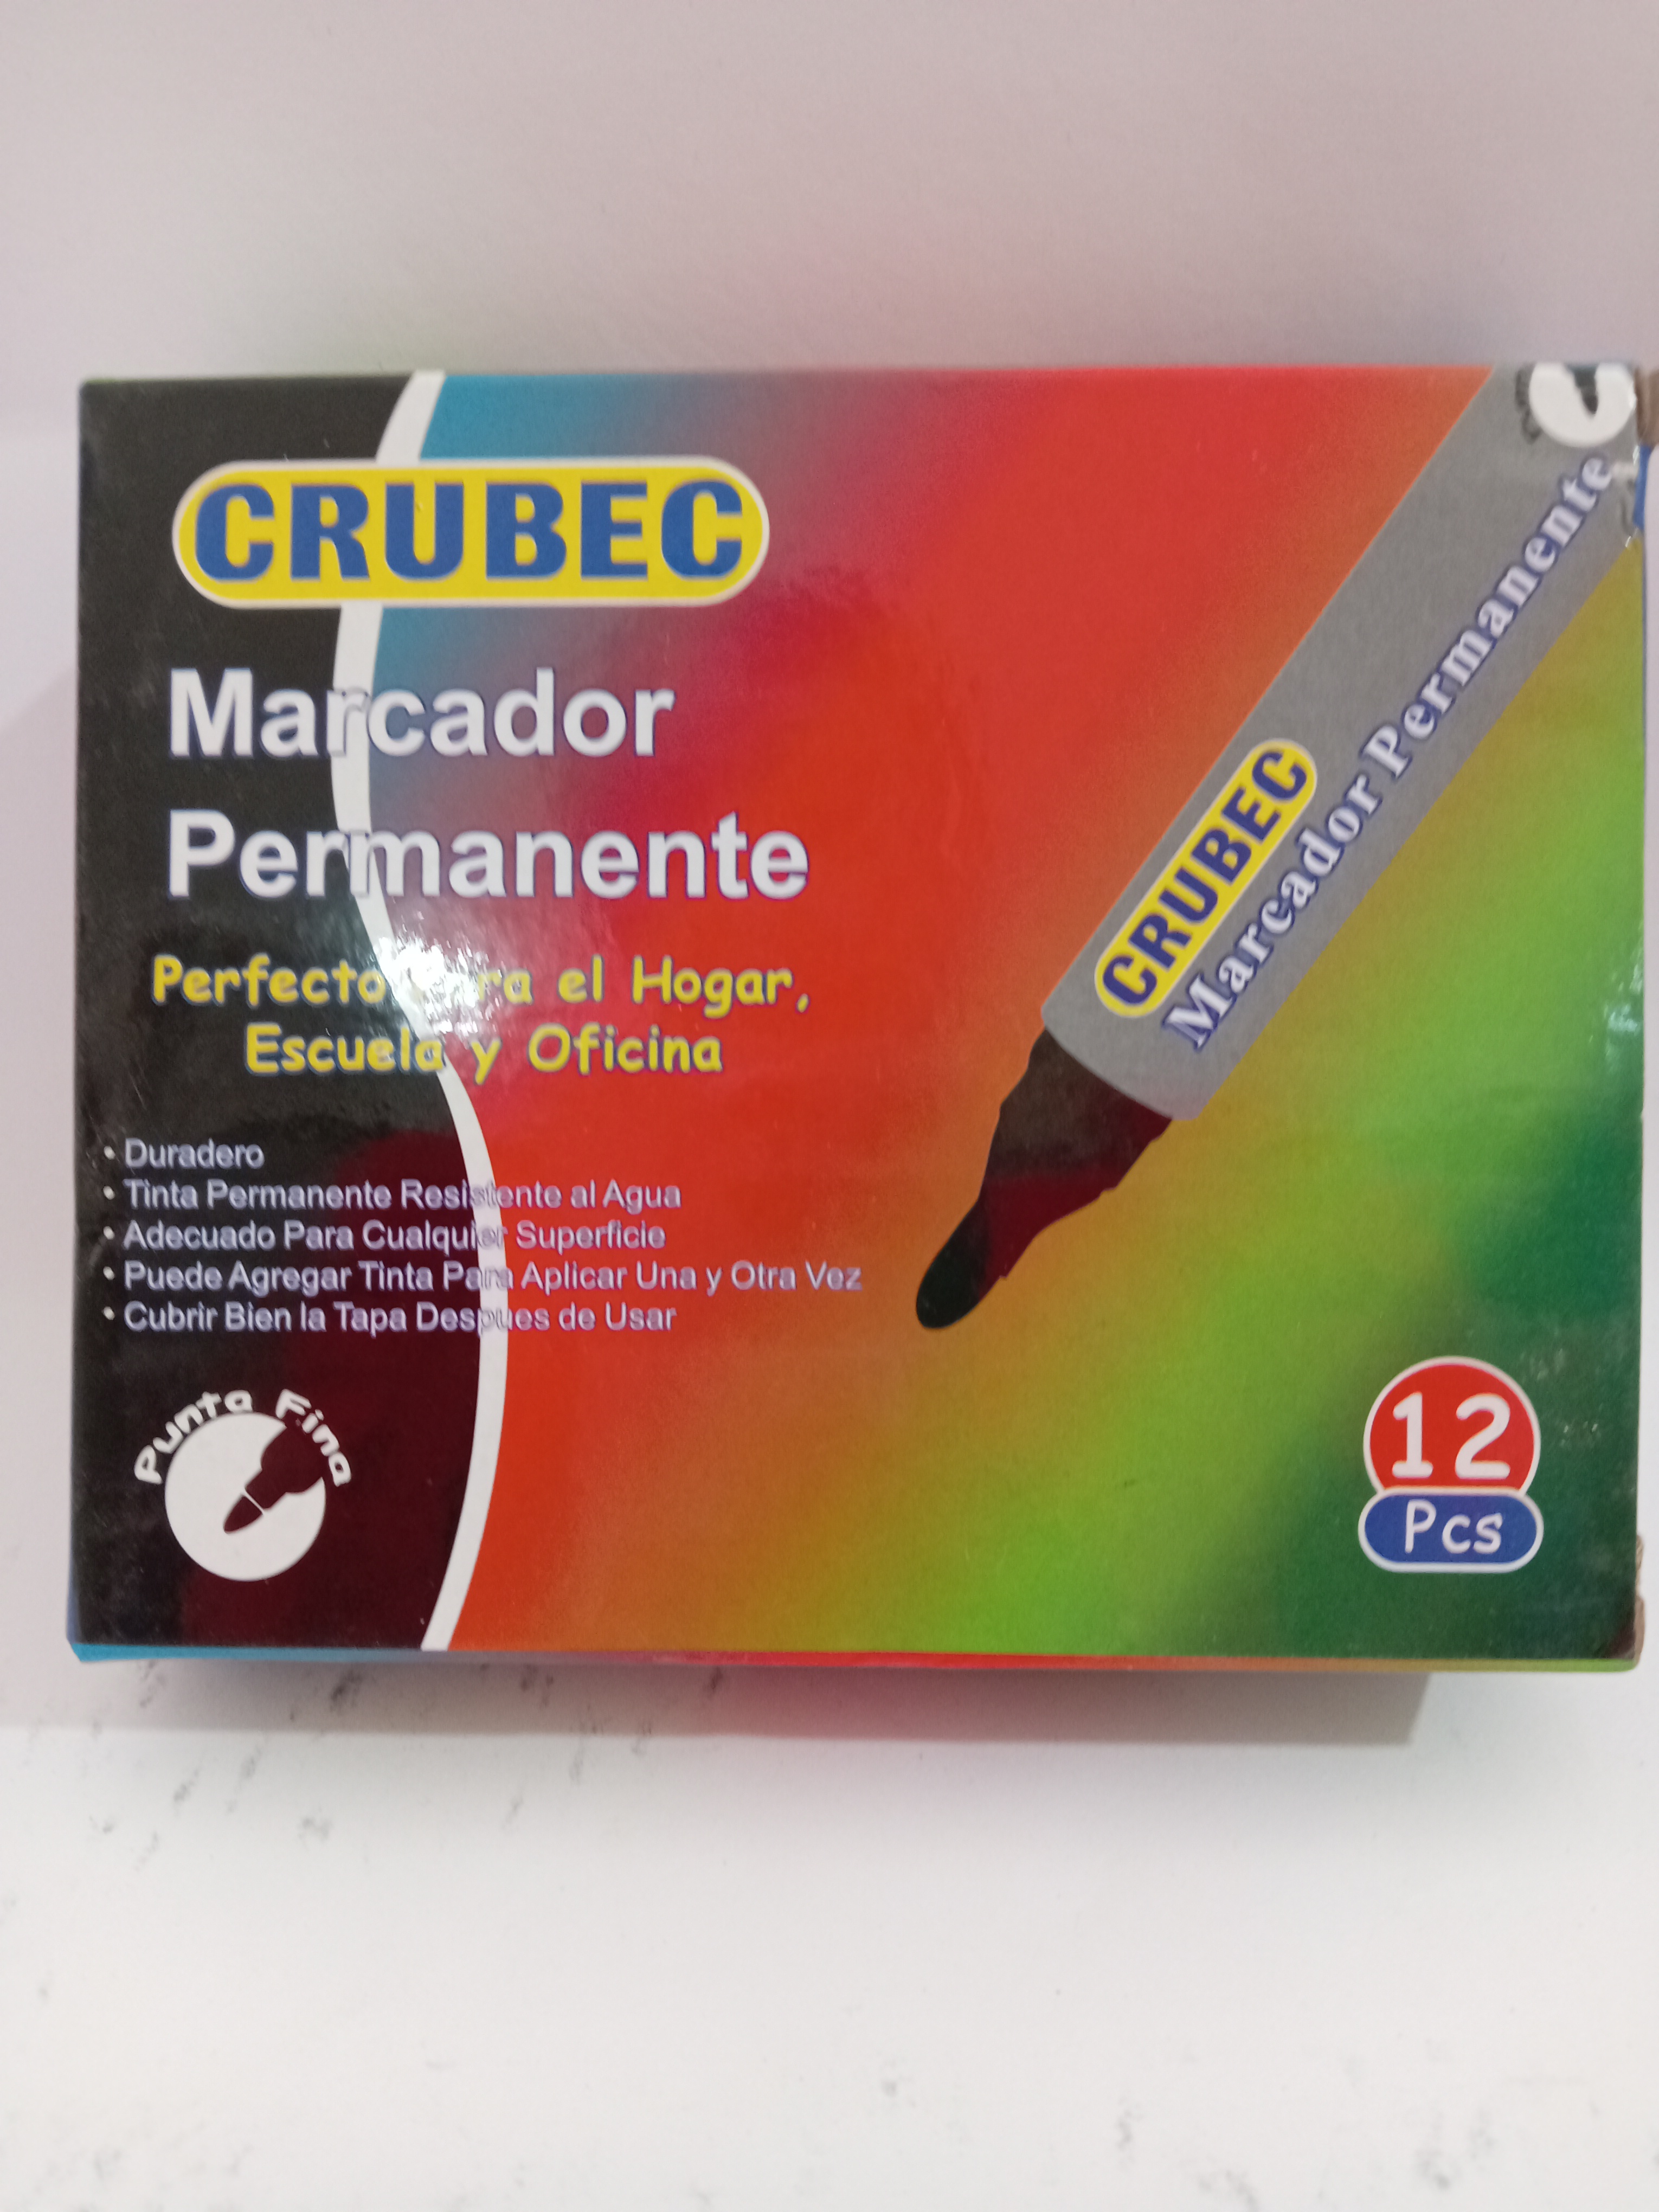 CRUBEC
Marcador
Permanente
Perfecto para el Hogar,
Escuela y Oficina
• Duradero
• Tinta Permanente Resistente al Agua
• Adecuado Para Cualquier Superficie
• Puede Agregar Tinta Para Aplicar Una y Otra Vez
• Cubrir Bien la Tapa Despues de Usar
Punta Fina
CRUBEC
Marcador Permanente
12
Pcs